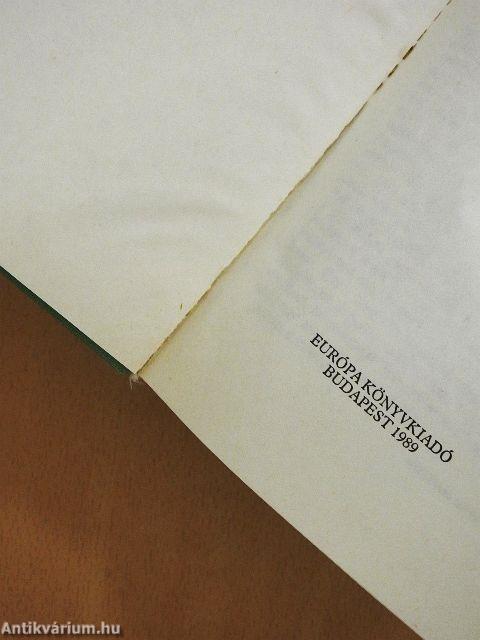 EURÓPA KÖNYVKIADÓ
BUDAPEST 1989
Antikvárium.hu